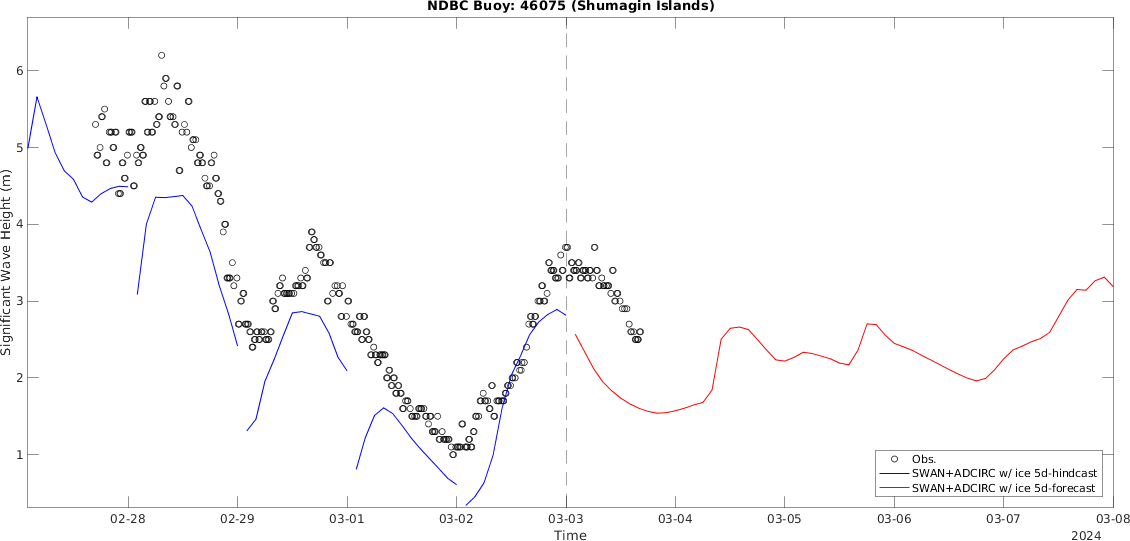 NDBC Buoy: 46075 (Shumagin Islands)
Significant Wave Height (m)
6
5
4
3
2
1
Obs.
SWAN+ADCIRC w/ ice 5d-hindcast
SWAN+ADCIRC w/ ice 5d-forecast
02-28 02-29 03-01 03-02 03-03 03-04 03-05 03-06 03-07 03-08
Time
2024